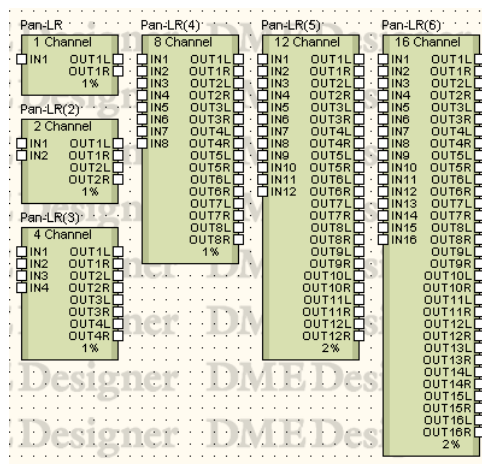 Pan-LR
1 Channel
IN1 OUT1L
OUT1R
1%
Pan-LR(2)
2 Channel
IN1 OUT1L
IN2 OUT1R
OUT2L
OUT2R
1%
Pan-LR(3)
4 Channel
IN1 OUT1L
IN2 OUT1R
IN3 OUT2L
IN4 OUT2R
OUT3L
OUT3R
OUT4L
OUT4R
1%
Pan-LR(4)
8 Channel
IN1 OUT1L
IN2 OUT1R
IN3 OUT2L
IN4 OUT2R
IN5 OUT3L
IN6 OUT3R
IN7 OUT4L
IN8 OUT4R
OUT5L
OUT5R
OUT6L
OUT6R
OUT7L
OUT7R
OUT8L
OUT8R
1%
Pan-LR(5)
12 Channel
IN1 OUT1L
IN2 OUT1R
IN3 OUT2L
IN4 OUT2R
IN5 OUT3L
IN6 OUT3R
IN7 OUT4L
IN8 OUT4R
IN9 OUT5L
IN10 OUT5R
IN11 OUT6L
IN12 OUT6R
OUT7L
OUT7R
OUT8L
OUT8R
OUT9L
OUT9R
OUT10L
OUT10R
OUT11L
OUT11R
OUT12L
OUT12R
2%
Pan-LR(6)
16 Channel
IN1 OUT1L
IN2 OUT1R
IN3 OUT2L
IN4 OUT2R
IN5 OUT3L
IN6 OUT3R
IN7 OUT4L
IN8 OUT4R
IN9 OUT5L
IN10 OUT5R
IN11 OUT6L
IN12 OUT6R
IN13 OUT7L
IN14 OUT7R
IN15 OUT8L
IN16 OUT8R
OUT9L
OUT9R
OUT10L
OUT10R
OUT11L
OUT11R
OUT12L
OUT12R
OUT13L
OUT13R
OUT14L
OUT14R
OUT15L
OUT15R
OUT16L
OUT16R
2%
Designer DME Des
Designer DME Des